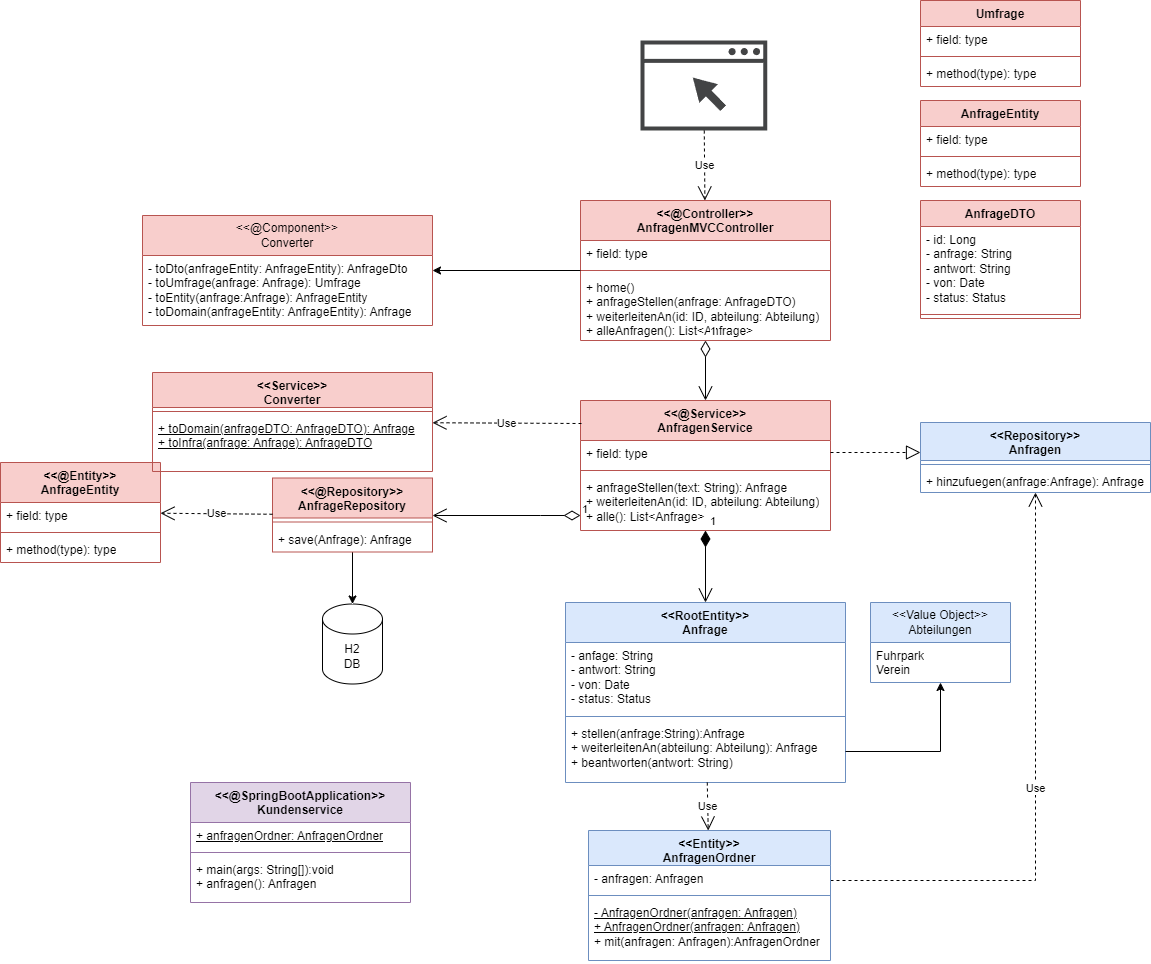 Umfrage
+ field: type
+ method(type): type
AnfrageEntity
+ field: type
+ method(type): type
AnfrageDTO
- id: Long
- anfrage: String
- antwort: String
- von: Date
- status: Status
Use
<<@Controller>>
AnfragenMVCController
+ field: type
+ home()
+ anfrageStellen(anfrage: AnfrageDTO)
+ weiterleitenAn(id: ID, abteilung: Abteilung)
+ alleAnfragen(): List<Anfrage>
1
<<@Component>>
Converter
- toDto(anfrageEntity: AnfrageEntity): AnfrageDto
- toUmfrage(anfrage: Anfrage): Umfrage
- toEntity(anfrage:Anfrage): AnfrageEntity
- toDomain(anfrageEntity: AnfrageEntity): Anfrage
<<Service>>
Converter
+ toDomain(anfrageDTO: AnfrageDTO): Anfrage
+ toInfra(anfrage: Anfrage): AnfrageDTO
Use
<<@Service>>
AnfragenService
+ field: type
+ anfrageStellen(text: String): Anfrage
+ weiterleitenAn(id: ID, abteilung: Abteilung)
+ alle(): List<Anfrage>
1
1
<<Repository>>
Anfragen
+ hinzufuegen(anfrage:Anfrage): Anfrage
<<@Entity>>
AnfrageEntity
+ field: type
+ method(type): type
Use
<<@Repository>>
AnfrageRepository
+ save(Anfrage): Anfrage
H2
DB
<<RootEntity>>
Anfrage
- anfage: String
- antwort: String
- von: Date
- status: Status
+ stellen(anfrage:String):Anfrage
+ weiterleitenAn(abteilung: Abteilung): Anfrage
+ beantworten(antwort: String)
<<Value Object>>
Abteilungen
Fuhrpark
Verein
Use
Use
<<@SpringBootApplication>>
Kundenservice
+ anfragenOrdner: AnfragenOrdner
+ main(args: String[]):void
+ anfragen(): Anfragen
<<Entity>>
AnfragenOrdner
- anfragen: Anfragen
- AnfragenOrdner(anfragen: Anfragen)
+ AnfragenOrdner(anfragen: Anfragen)
+ mit(anfragen: Anfragen):AnfragenOrdner